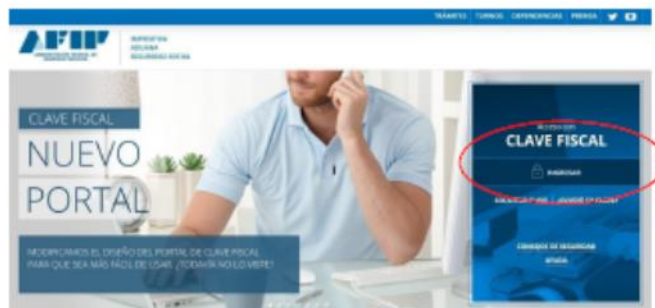 TRÁMITES | TURNOS | DEPENDENCIAS | PRENSA
AFIP
IMPOSITIVA
ADUANA
SEGURIDAD SOCIAL
CLAVE FISCAL
NUEVO
PORTAL
MODIFICAMOS EL DISEÑO DEL PORTAL DE CLAVE FISCAL
PARA QUE SEA MÁS FÁCIL DE USAR. ¿TODAVÍA NO LO VISTE?
CLAVE FISCAL
INGRESAR
CONSEJOS DE SEGURIDAD
AYUDA